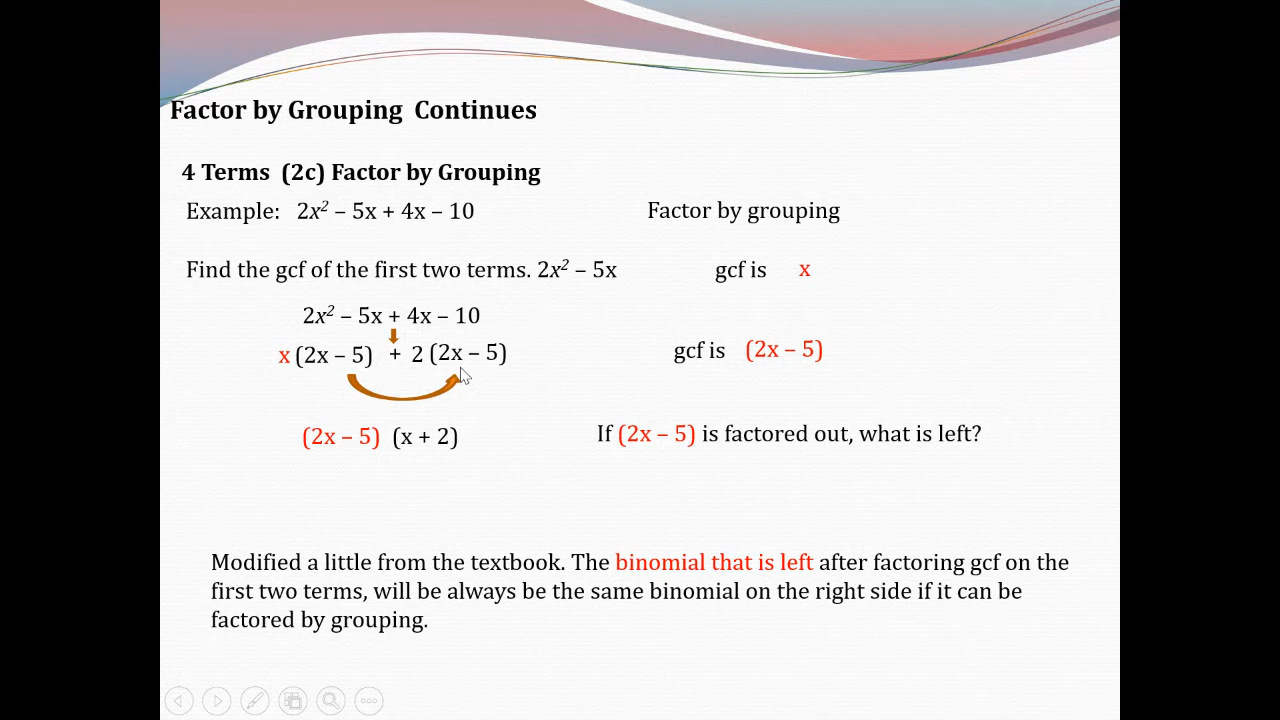 Factor by Grouping Continues
4 Terms (2c) Factor by Grouping
Example: 2x² – 5x + 4x – 10 Factor by grouping
Find the gcf of the first two terms. 2x² – 5x gcf is x
2x² – 5x + 4x – 10
x (2x – 5) + 2 (2x – 5) gcf is (2x – 5)
(2x – 5) (x + 2) If (2x – 5) is factored out, what is left?
Modified a little from the textbook. The binomial that is left after factoring gcf on the
first two terms, will be always be the same binomial on the right side if it can be
factored by grouping.